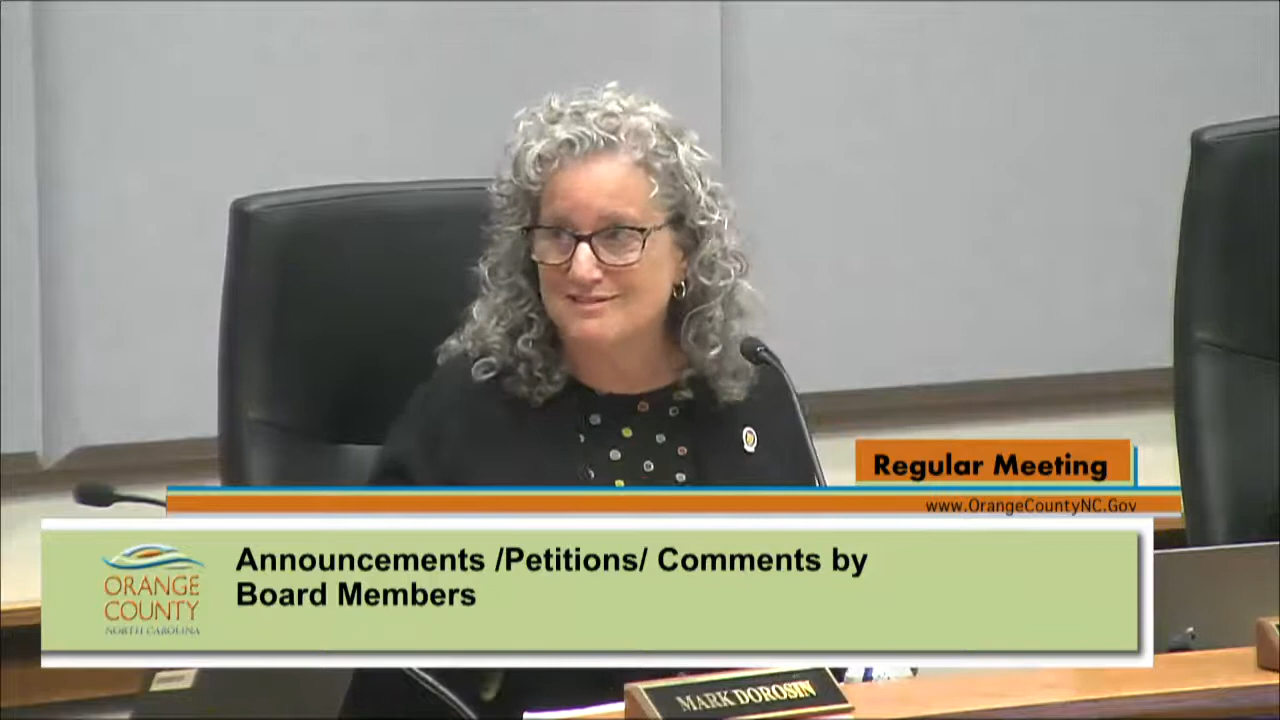 Regular Meeting
www.OrangeCountyNC.Gov
Announcements /Petitions/ Comments by
Board Members
ORANGE
COUNTY
NORTH CAROLINA
MARK DOROSIN